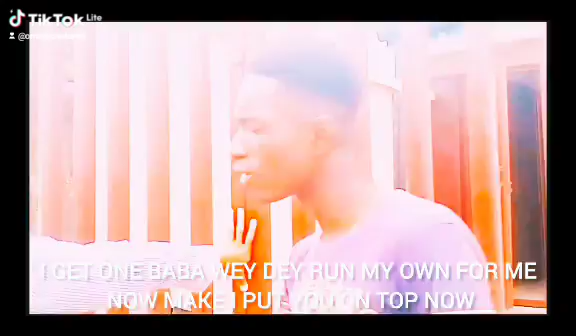 TikTok Lite
I GET ONE BABA WEY DEY RUN MY OWN FOR ME
NOW MAKE I PUT YOU ON TOP NOW